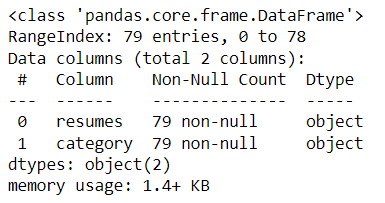 <class 'pandas.core.frame.DataFrame'>
RangeIndex: 79 entries, 0 to 78
Data columns (total 2 columns):
 #   Column    Non-Null Count  Dtype
---  ------    --------------  -----
 0   resumes   79 non-null     object
 1   category  79 non-null     object
dtypes: object(2)
memory usage: 1.4+ KB